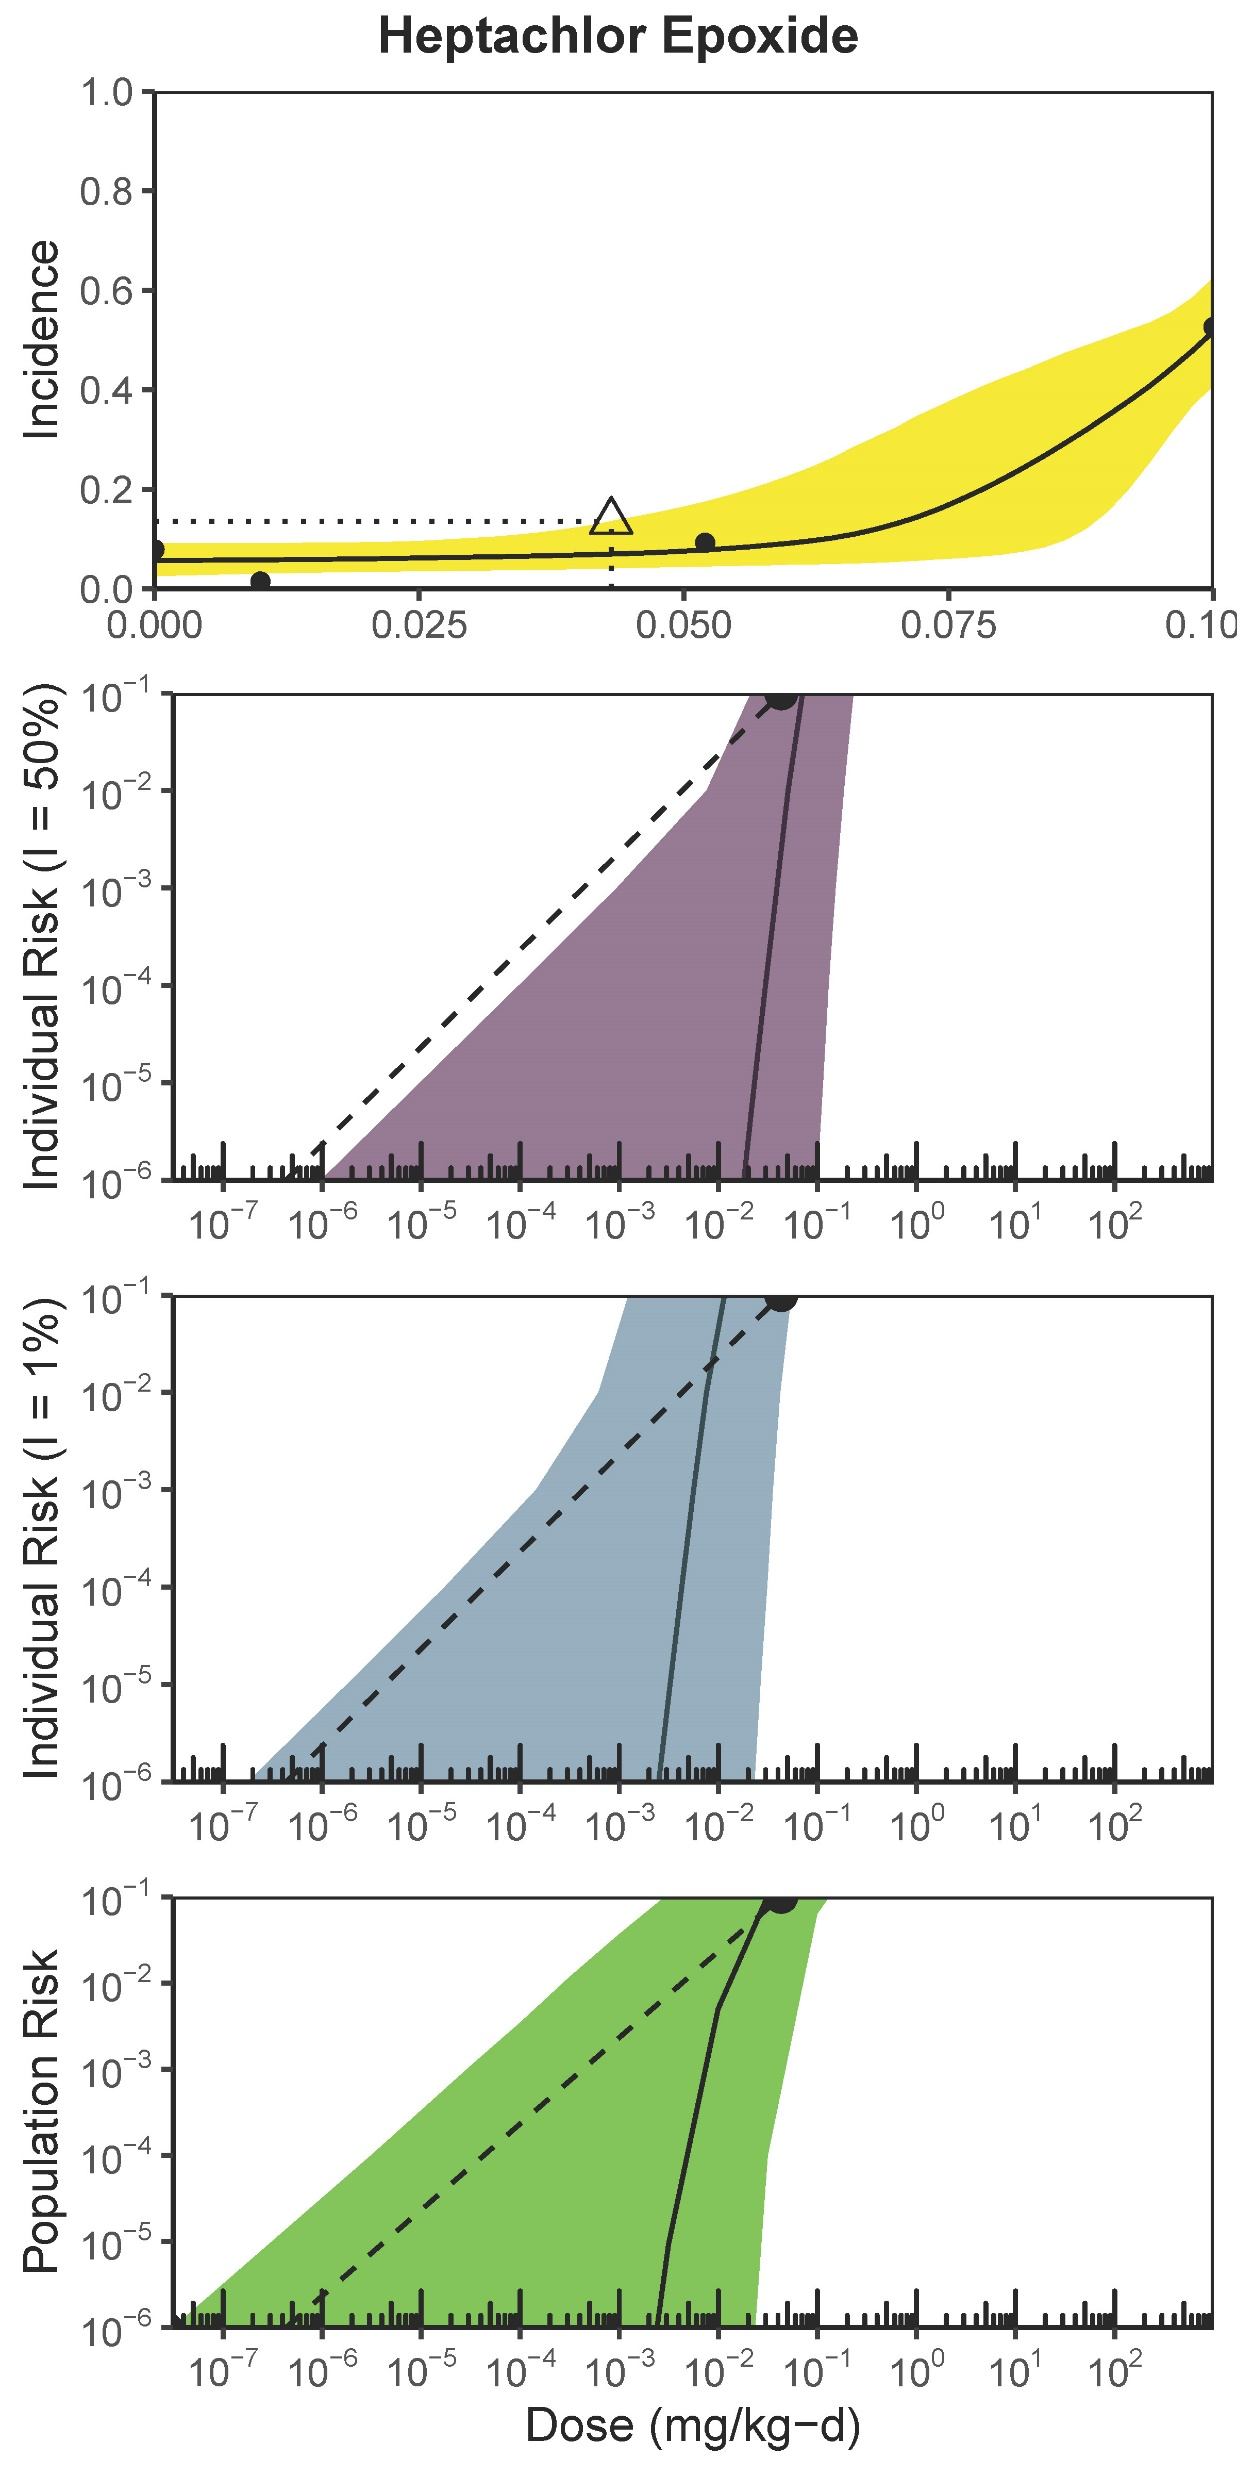 Heptachlor Epoxide
1.0
0.8
0.6
0.4
0.2
0.0
Incidence
0.000 0.025 0.050 0.075 0.10
10⁻¹
10⁻²
10⁻³
10⁻⁴
10⁻⁵
10⁻⁶
Individual Risk (I = 50%)
10⁻⁷ 10⁻⁶ 10⁻⁵ 10⁻⁴ 10⁻³ 10⁻² 10⁻¹ 10⁰ 10¹ 10²
10⁻¹
10⁻²
10⁻³
10⁻⁴
10⁻⁵
10⁻⁶
Individual Risk (I = 1%)
10⁻⁷ 10⁻⁶ 10⁻⁵ 10⁻⁴ 10⁻³ 10⁻² 10⁻¹ 10⁰ 10¹ 10²
10⁻¹
10⁻²
10⁻³
10⁻⁴
10⁻⁵
10⁻⁶
Population Risk
10⁻⁷ 10⁻⁶ 10⁻⁵ 10⁻⁴ 10⁻³ 10⁻² 10⁻¹ 10⁰ 10¹ 10²
Dose (mg/kg−d)